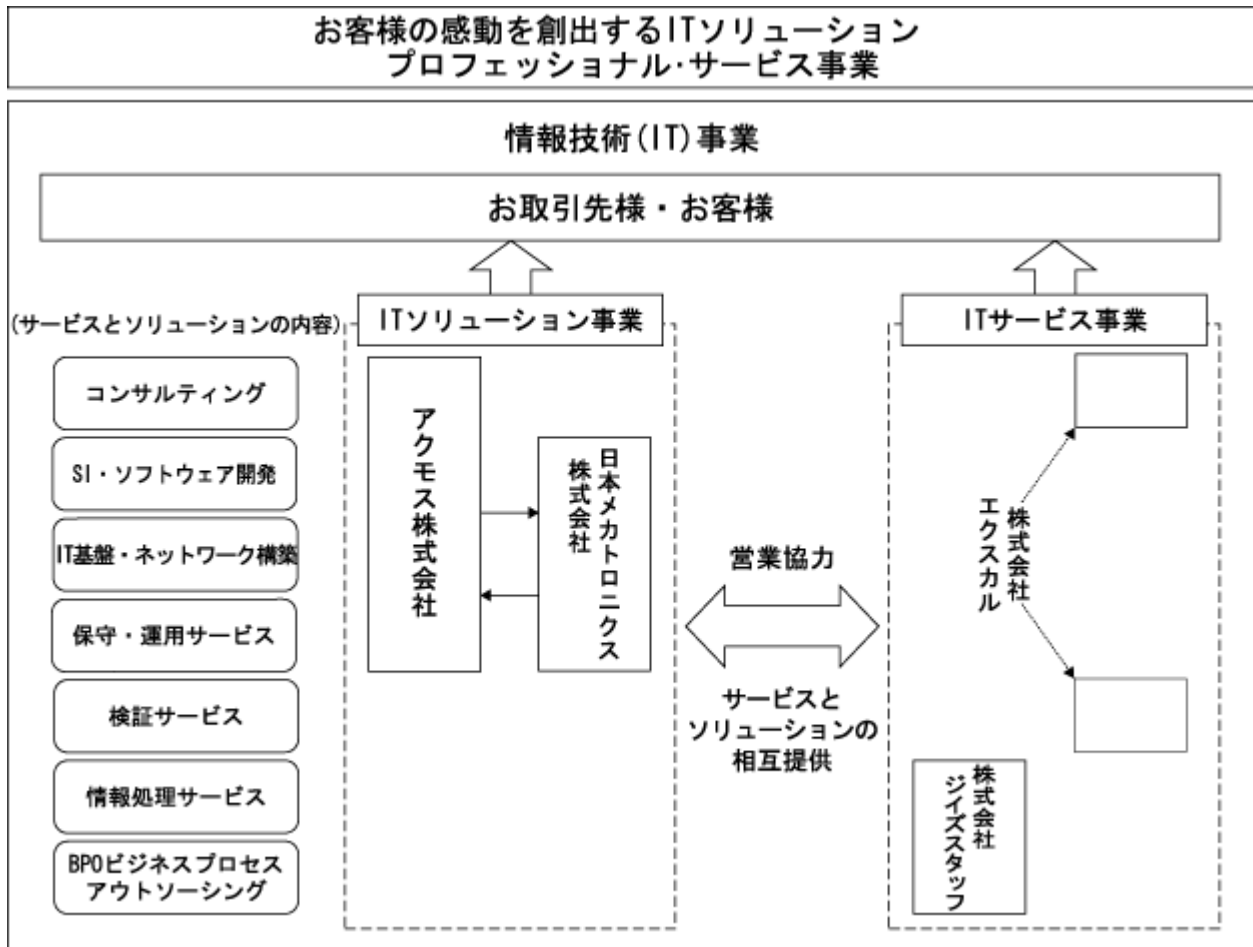 お客様の感動を創出するITソリューション
プロフェッショナル･サービス事業
情報技術(IT)事業
お取引先様・お客様
(サービスとソリューションの内容)
ITソリューション事業
ITサービス事業
コンサルティング
SI・ソフトウェア開発
IT基盤・ネットワーク構築
保守・運用サービス
検証サービス
情報処理サービス
BPOビジネスプロセス
アウトソーシング
アクモス株式会社
日本メカトロニクス
株式会社
営業協力
サービスと
ソリューションの
相互提供
株式会社
エクスカル
株式会社
ジイズスタッフ